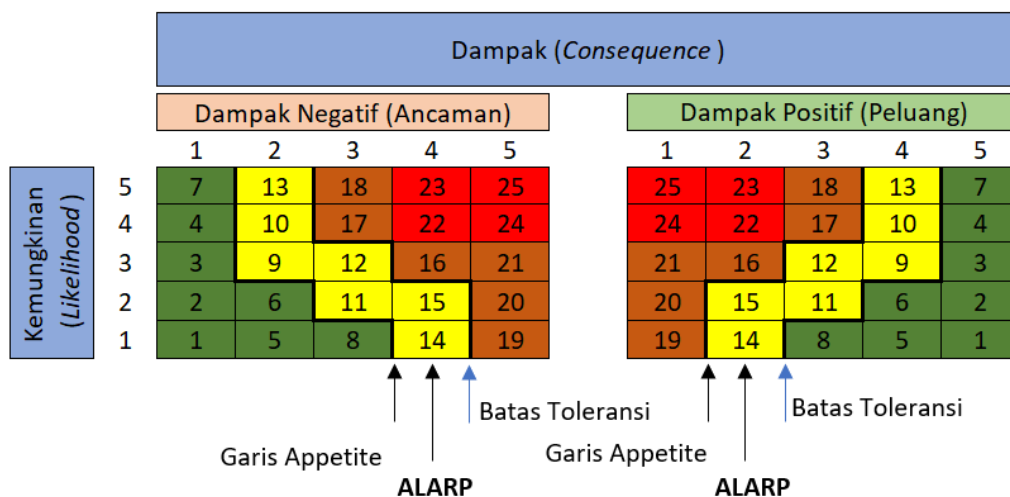 Dampak (Consequence )
Dampak Negatif (Ancaman)
Dampak Positif (Peluang)
1 2 3 4 5
1 2 3 4 5
Kemungkinan
(Likelihood )
5 7 13 18 23 25 25 23 18 13 7
4 4 10 17 22 24 24 22 17 10 4
3 3 9 12 16 21 21 16 12 9 3
2 2 6 11 15 20 20 15 11 6 2
1 1 5 8 14 19 19 14 8 5 1
Batas Toleransi
Batas Toleransi
Garis Appetite
Garis Appetite
ALARP
ALARP